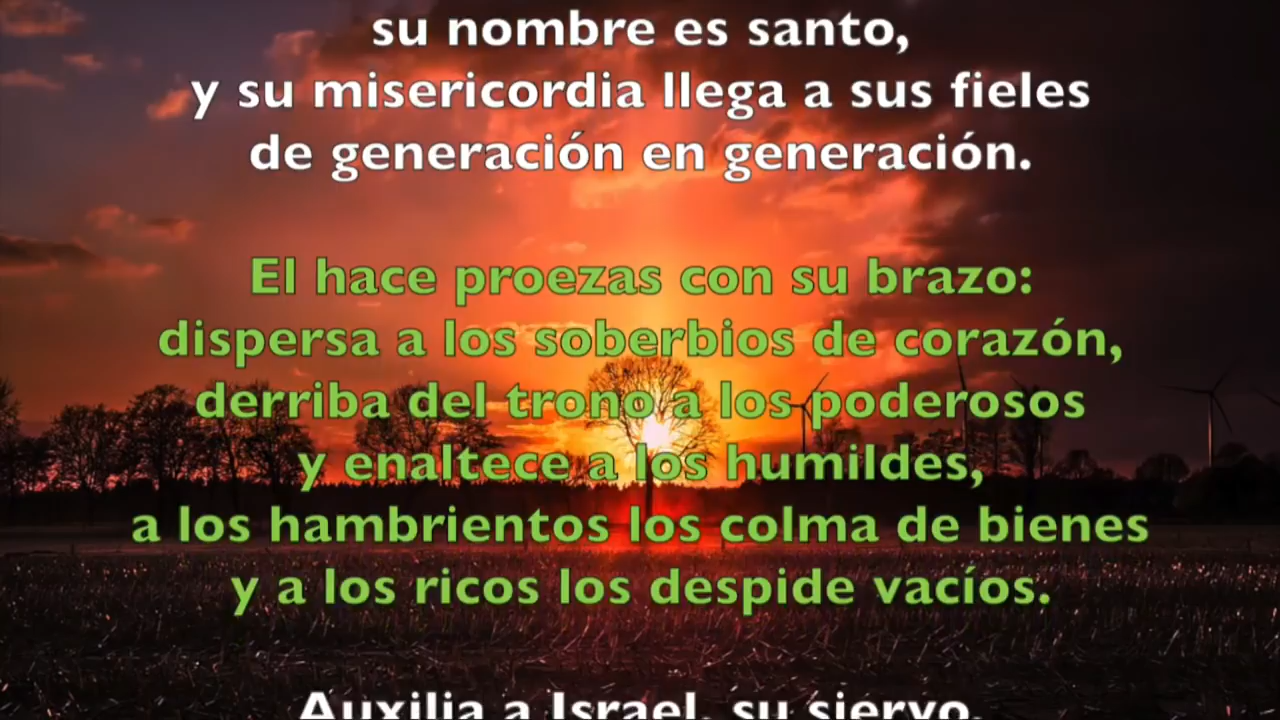 su nombre es santo,
y su misericordia llega a sus fieles
de generación en generación.
El hace proezas con su brazo:
dispersa a los soberbios de corazón,
derriba del trono a los poderosos
y enaltece a los humildes,
a los hambrientos los colma de bienes
y a los ricos los despide vacíos.
Auxilia a Israel, su siervo,